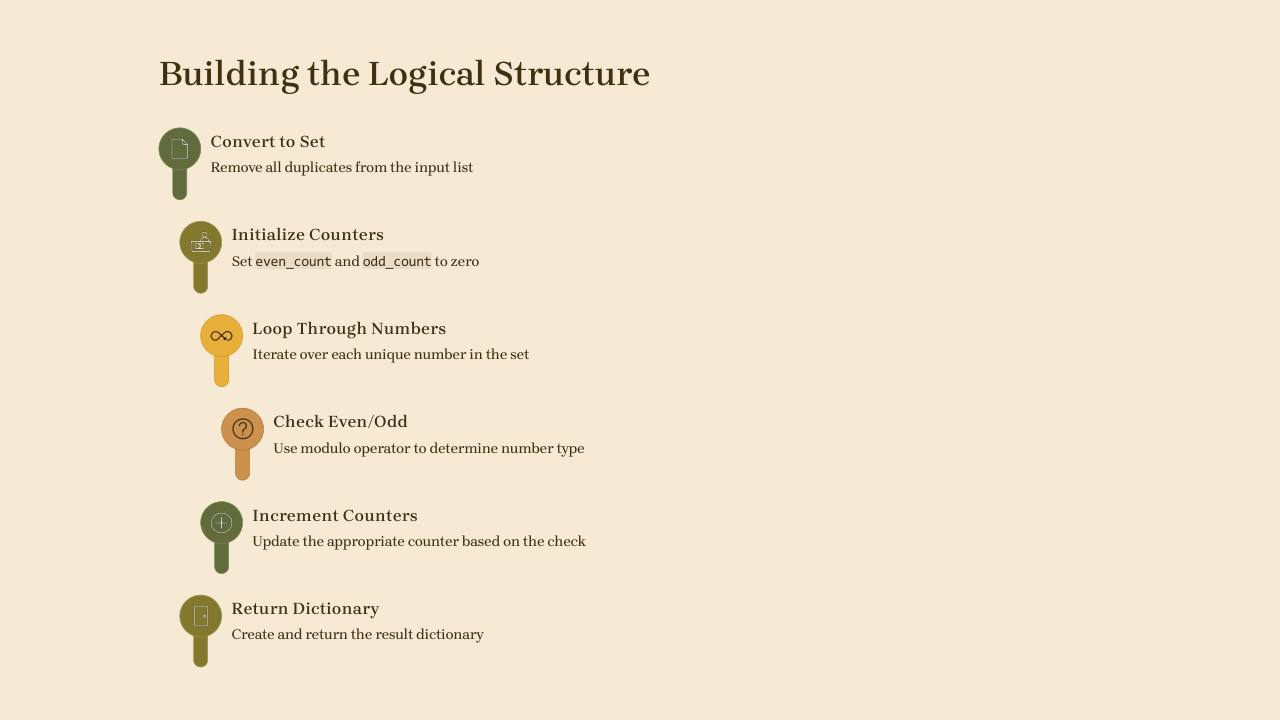 Building the Logical Structure
Convert to Set
Remove all duplicates from the input list
Initialize Counters
Set even_count and odd_count to zero
Loop Through Numbers
Iterate over each unique number in the set
Check Even/Odd
Use modulo operator to determine number type
Increment Counters
Update the appropriate counter based on the check
Return Dictionary
Create and return the result dictionary